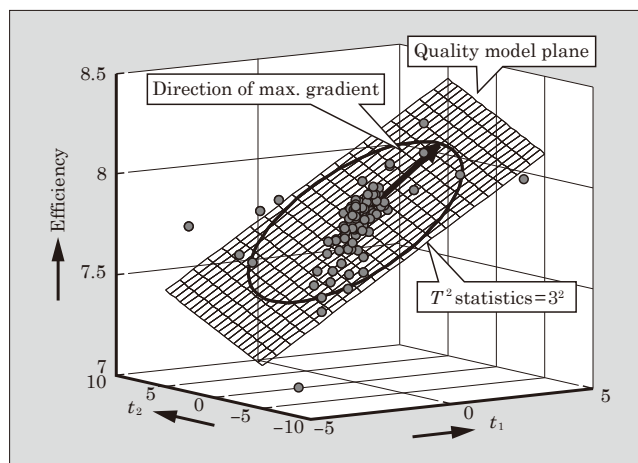 8.5
Quality model plane
Direction of max. gradient
8
Efficiency
7.5
T² statistics=3²
7
10
5
0
-5
-10
t₂
-5
0
5
t₁